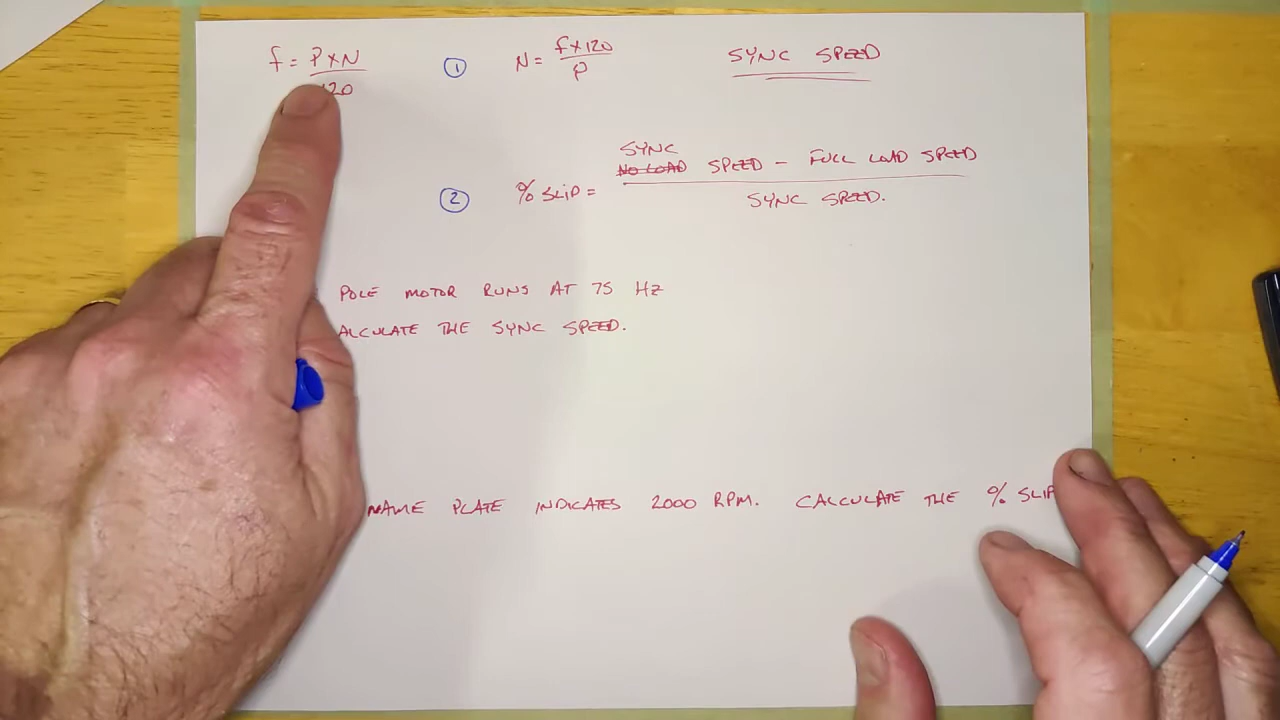 f = P x N / 120
① N = f x 120 / P
SYNC SPEED
② % SLIP = SYNC NO LOAD SPEED - FULL LOAD SPEED / SYNC SPEED.
POLE MOTOR RUNS AT 75 HZ
ALCULATE THE SYNC SPEED.
NAME PLATE INDICATES 2000 RPM. CALCULATE THE % SLIP